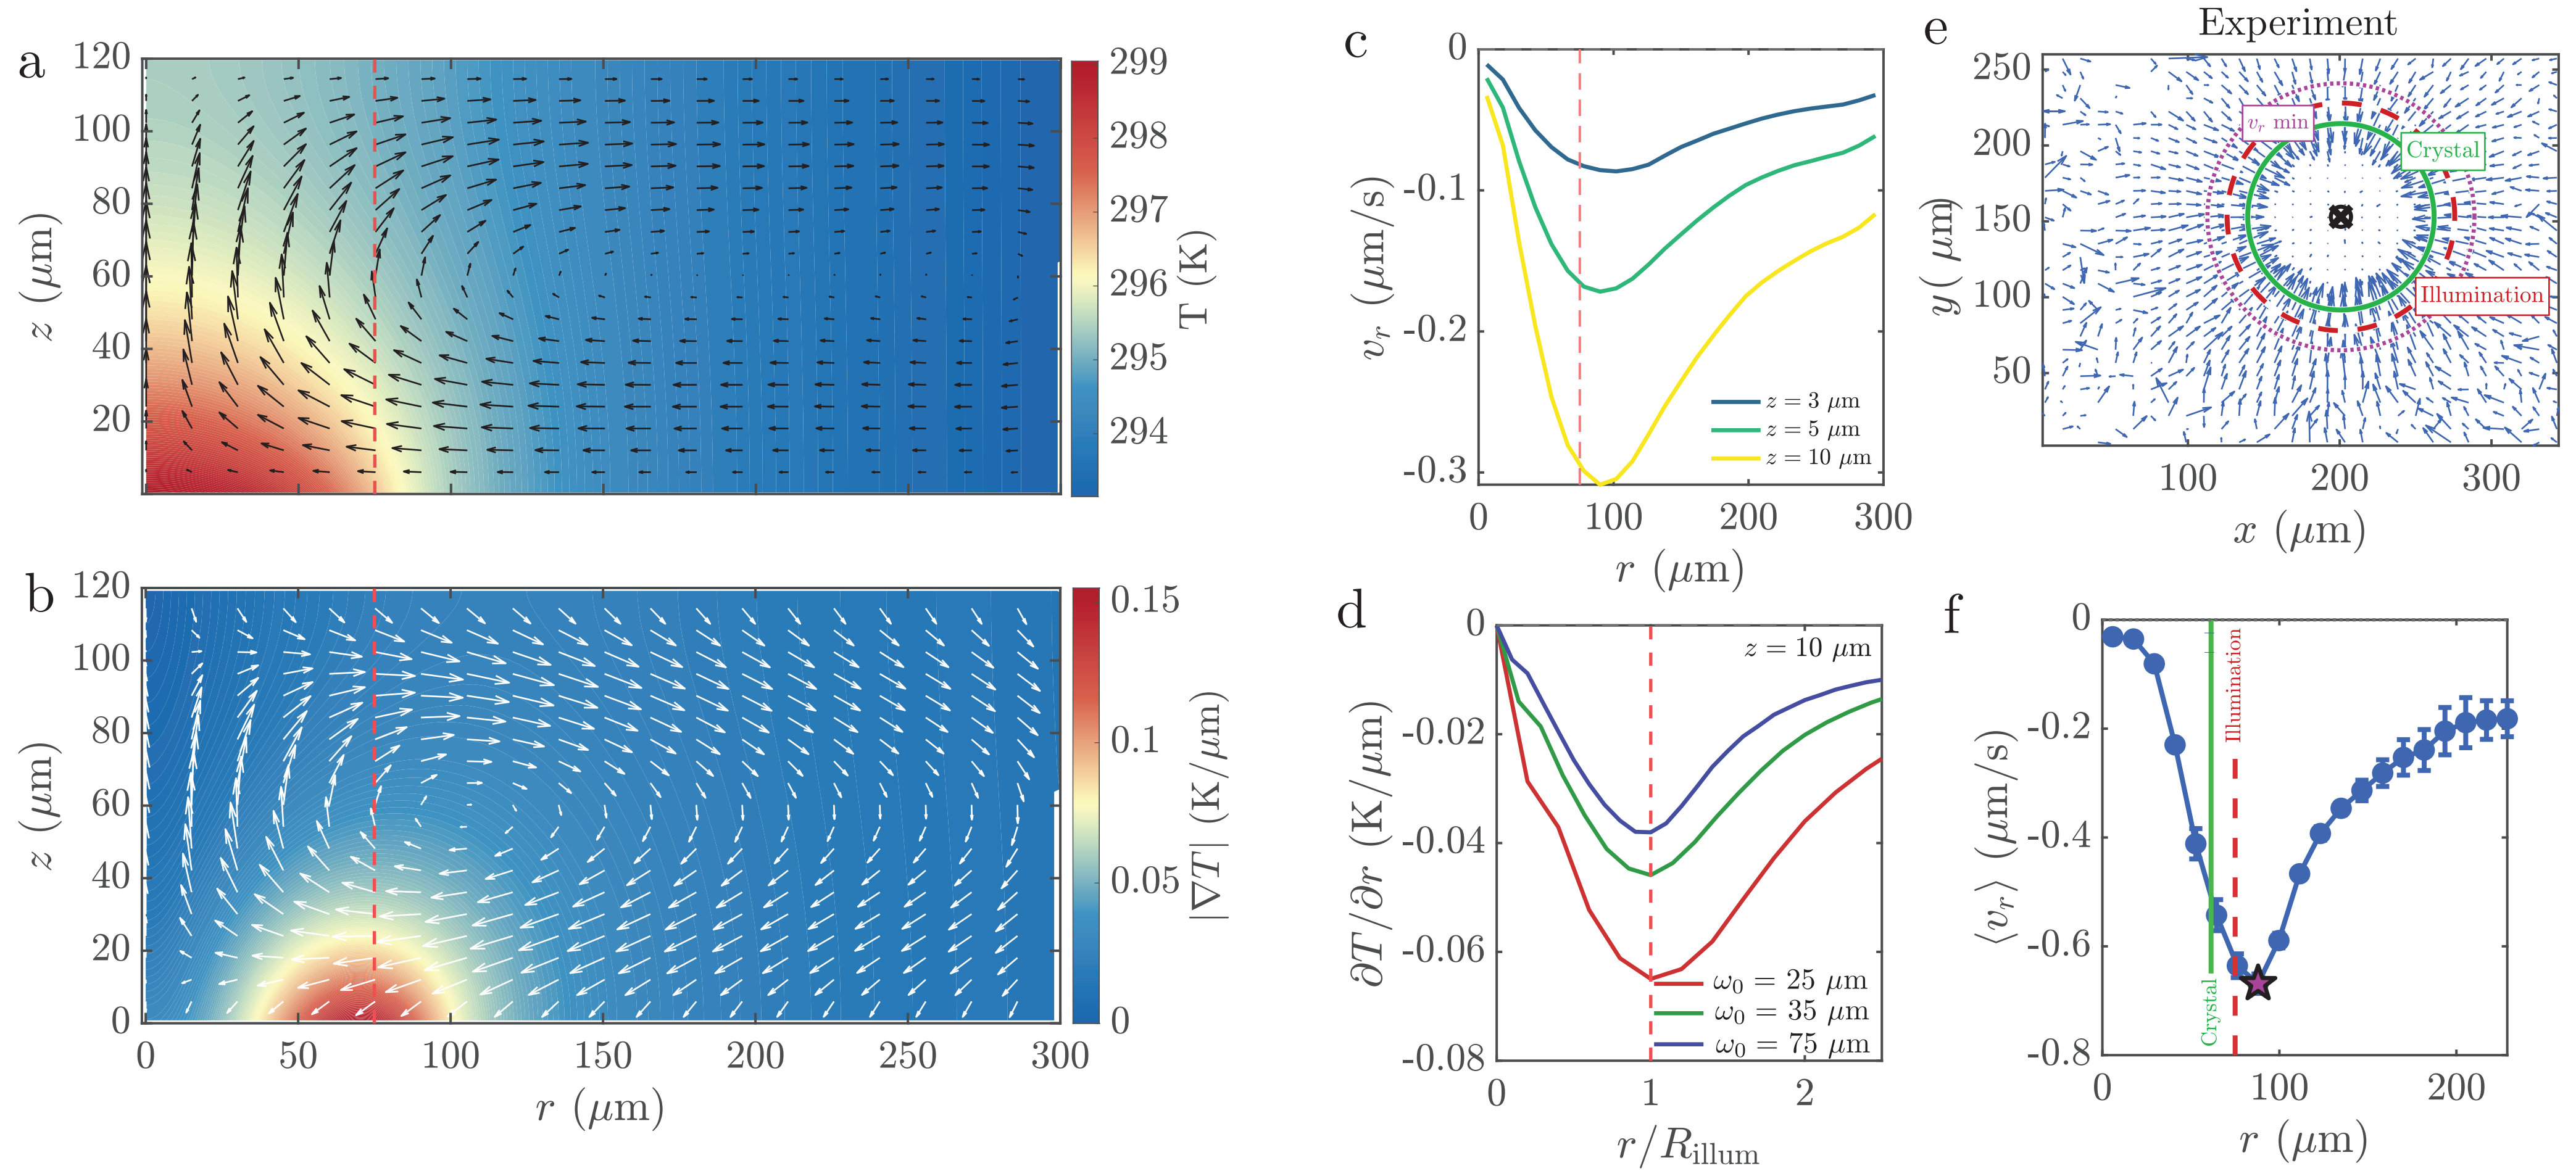 a
120
100
80
60
40
20
z (μm)
299
298
297
296
295
294
T (K)
b
120
100
80
60
40
20
0
z (μm)
0 50 100 150 200 250 300
r (μm)
0.15
0.1
0.05
0
|∇T| (K/μm)
c
0
-0.1
-0.2
-0.3
v_r (μm/s)
z = 3 μm
z = 5 μm
z = 10 μm
0 100 200 300
r (μm)
d
0
-0.02
-0.04
-0.06
-0.08
∂T/∂r (K/μm)
z = 10 μm
ω₀ = 25 μm
ω₀ = 35 μm
ω₀ = 75 μm
0 1 2
r/R_illum
e
Experiment
250
200
150
100
50
y( μm)
v_r min
Crystal
Illumination
100 200 300
x (μm)
f
0
-0.2
-0.4
-0.6
-0.8
⟨v_r⟩ (μm/s)
Illumination
Crystal
0 100 200
r (μm)